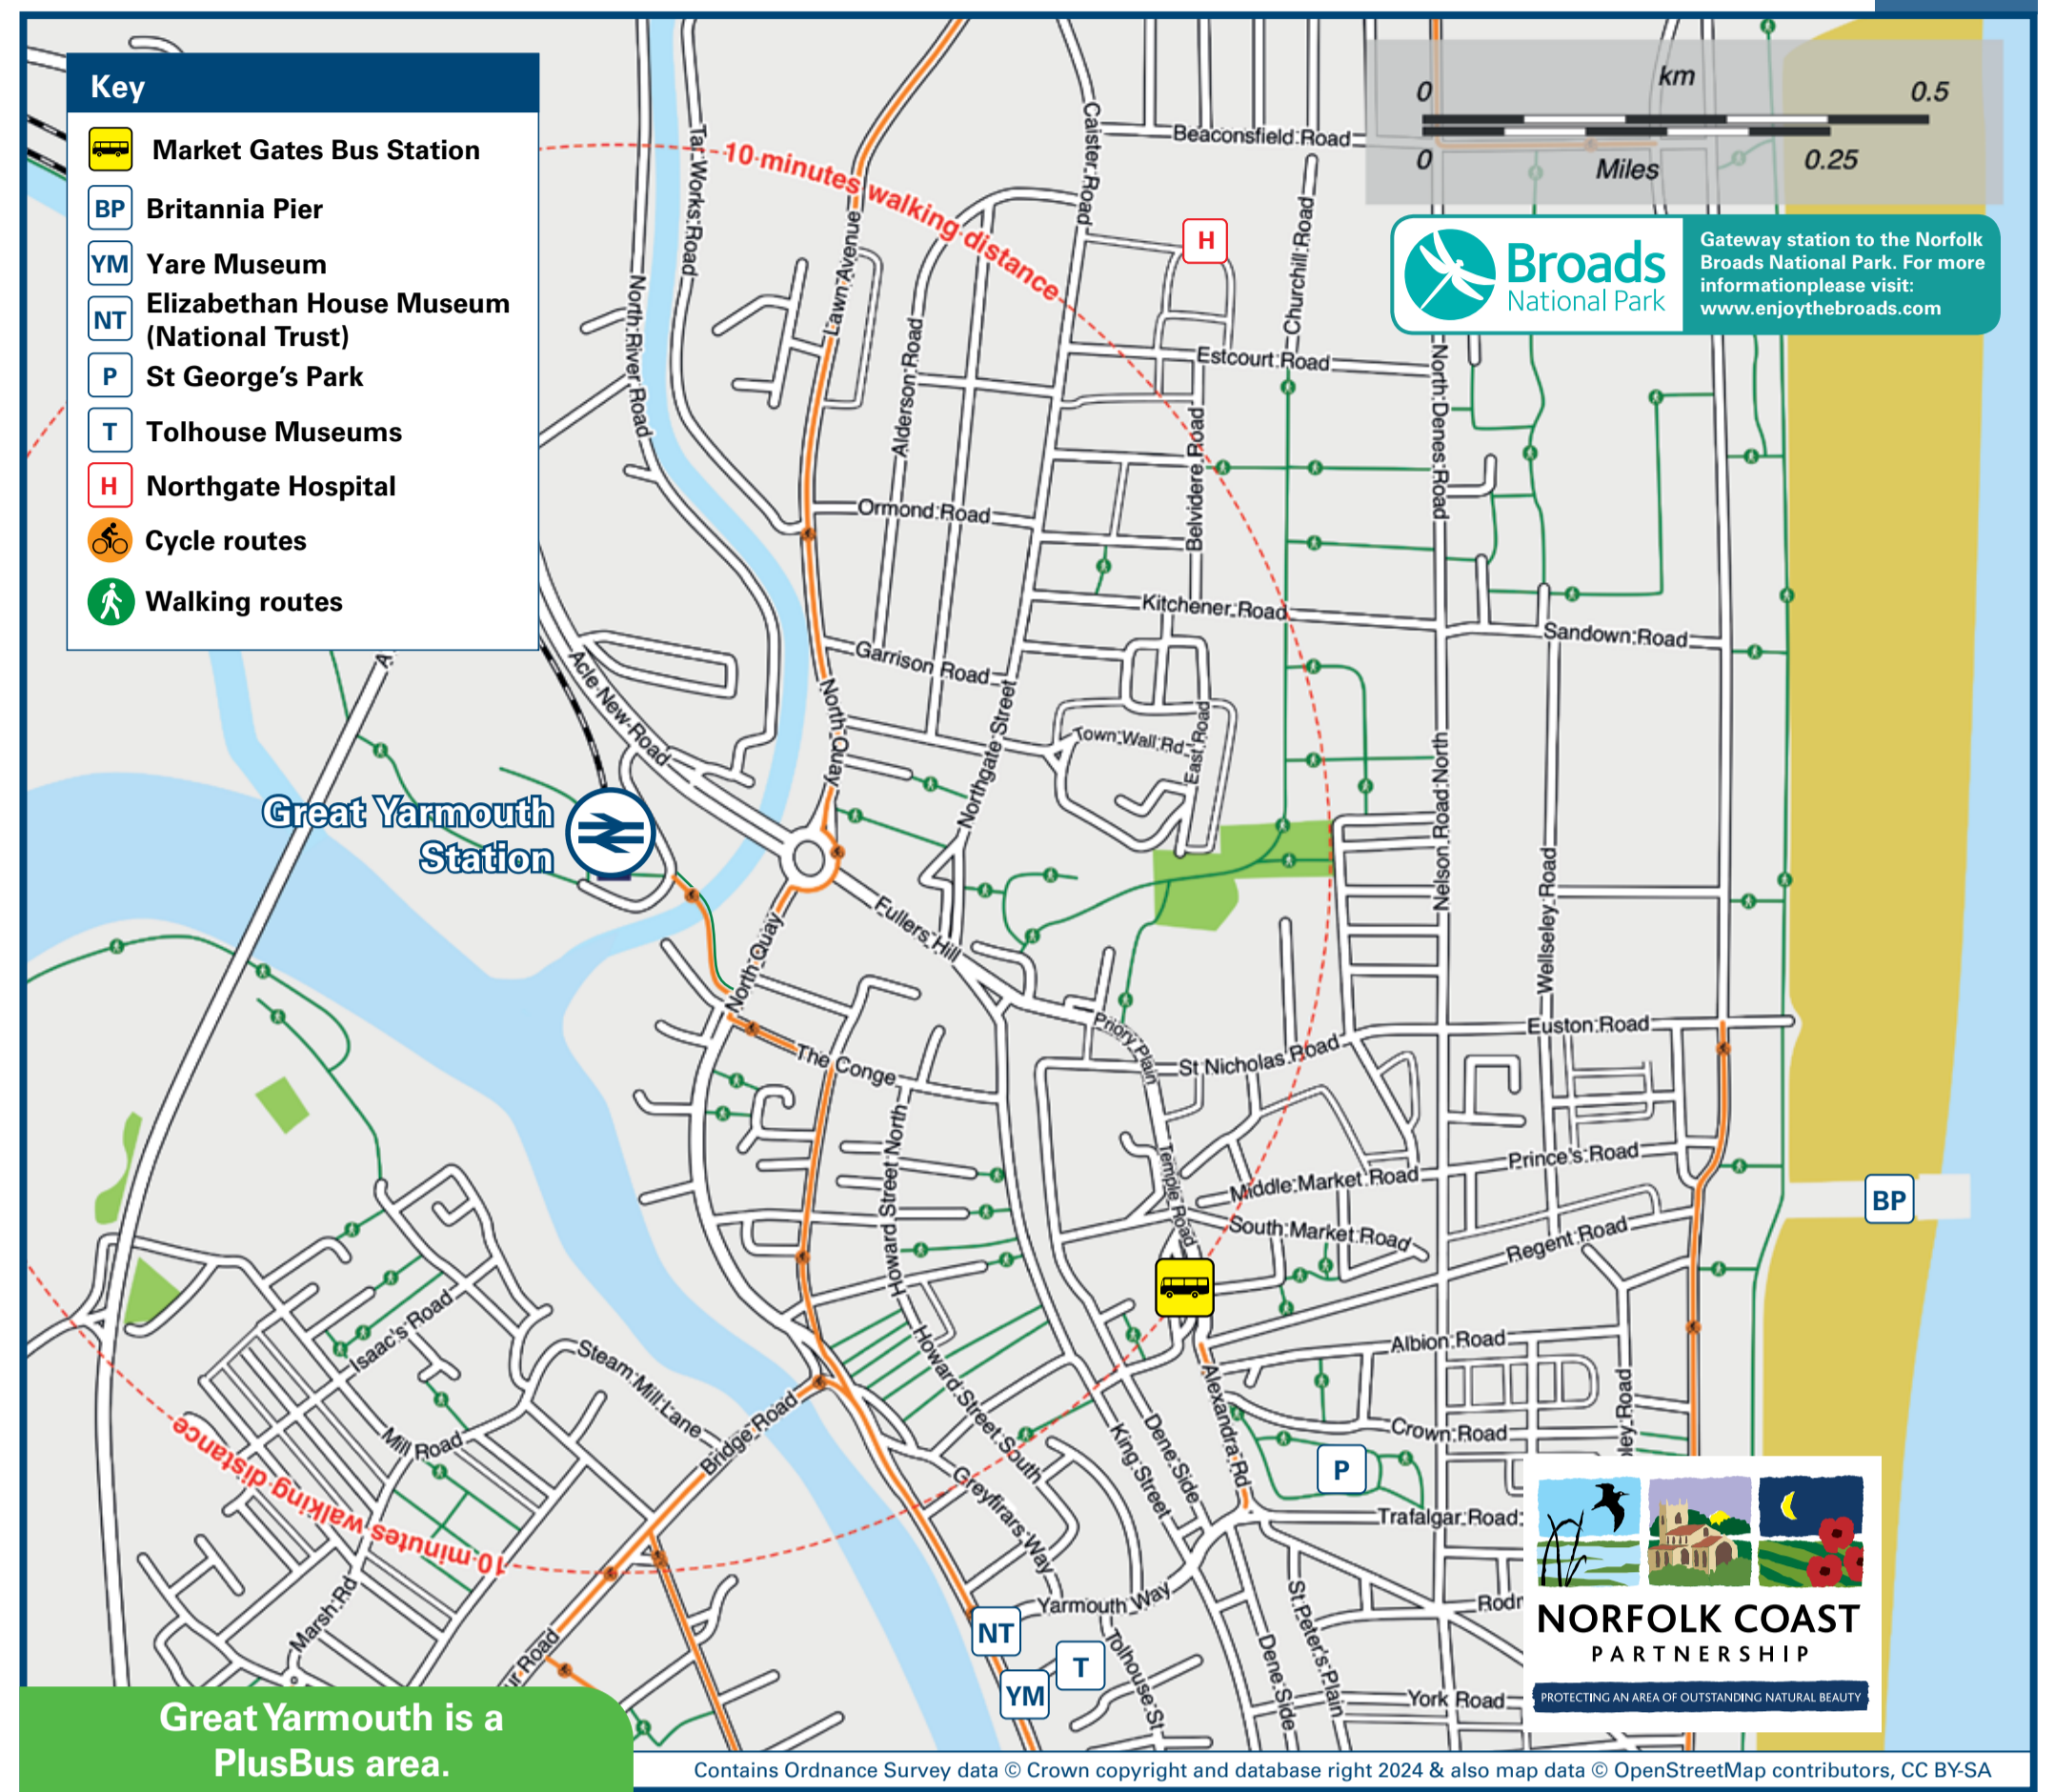 Key
Market Gates Bus Station
BP Britannia Pier
YM Yare Museum
NT Elizabethan House Museum
(National Trust)
P St George's Park
T Tolhouse Museums
H Northgate Hospital
Cycle routes
Walking routes
km
0 0.5
0 0.25
Miles
Broads
National Park
Gateway station to the Norfolk
Broads National Park. For more
informationplease visit:
www.enjoythebroads.com
10 minutes walking distance
Beaconsfield Road
Caister Road
Tar Works Road
North River Road
Lawn Avenue
Alderson Road
Churchill Road
H
Estcourt Road
North Denes Road
Belvidere Road
Ormond Road
Kitchener Road
Sandown Road
Garrison Road
Acle New Road
North Quay
Northgate Street
Town Wall Rd
East Road
Nelson Road North
Wellseley Road
Great Yarmouth
Station
Fullers Hill
North Quay
The Conge
Priory Plain
St Nicholas Road
Euston Road
Howard Street North
Temple Road
Middle Market Road
Prince's Road
South Market Road
Regent Road
BP
Isaac's Road
Steam Mill Lane
Bridge Road
Mill Road
Howard Street South
Albion Road
Alexandra Rd
Crown Road
King Street
Dene Side
P
Greyfriars Way
Trafalgar Road
10 minutes walking distance
Marsh Rd
Yarmouth Way
NT
T
YM
Tolhouse St
Dene Side
St Peter's Plain
York Road
NORFOLK COAST
PARTNERSHIP
PROTECTING AN AREA OF OUTSTANDING NATURAL BEAUTY
Great Yarmouth is a
PlusBus area.
Contains Ordnance Survey data © Crown copyright and database right 2024 & also map data © OpenStreetMap contributors, CC BY-SA